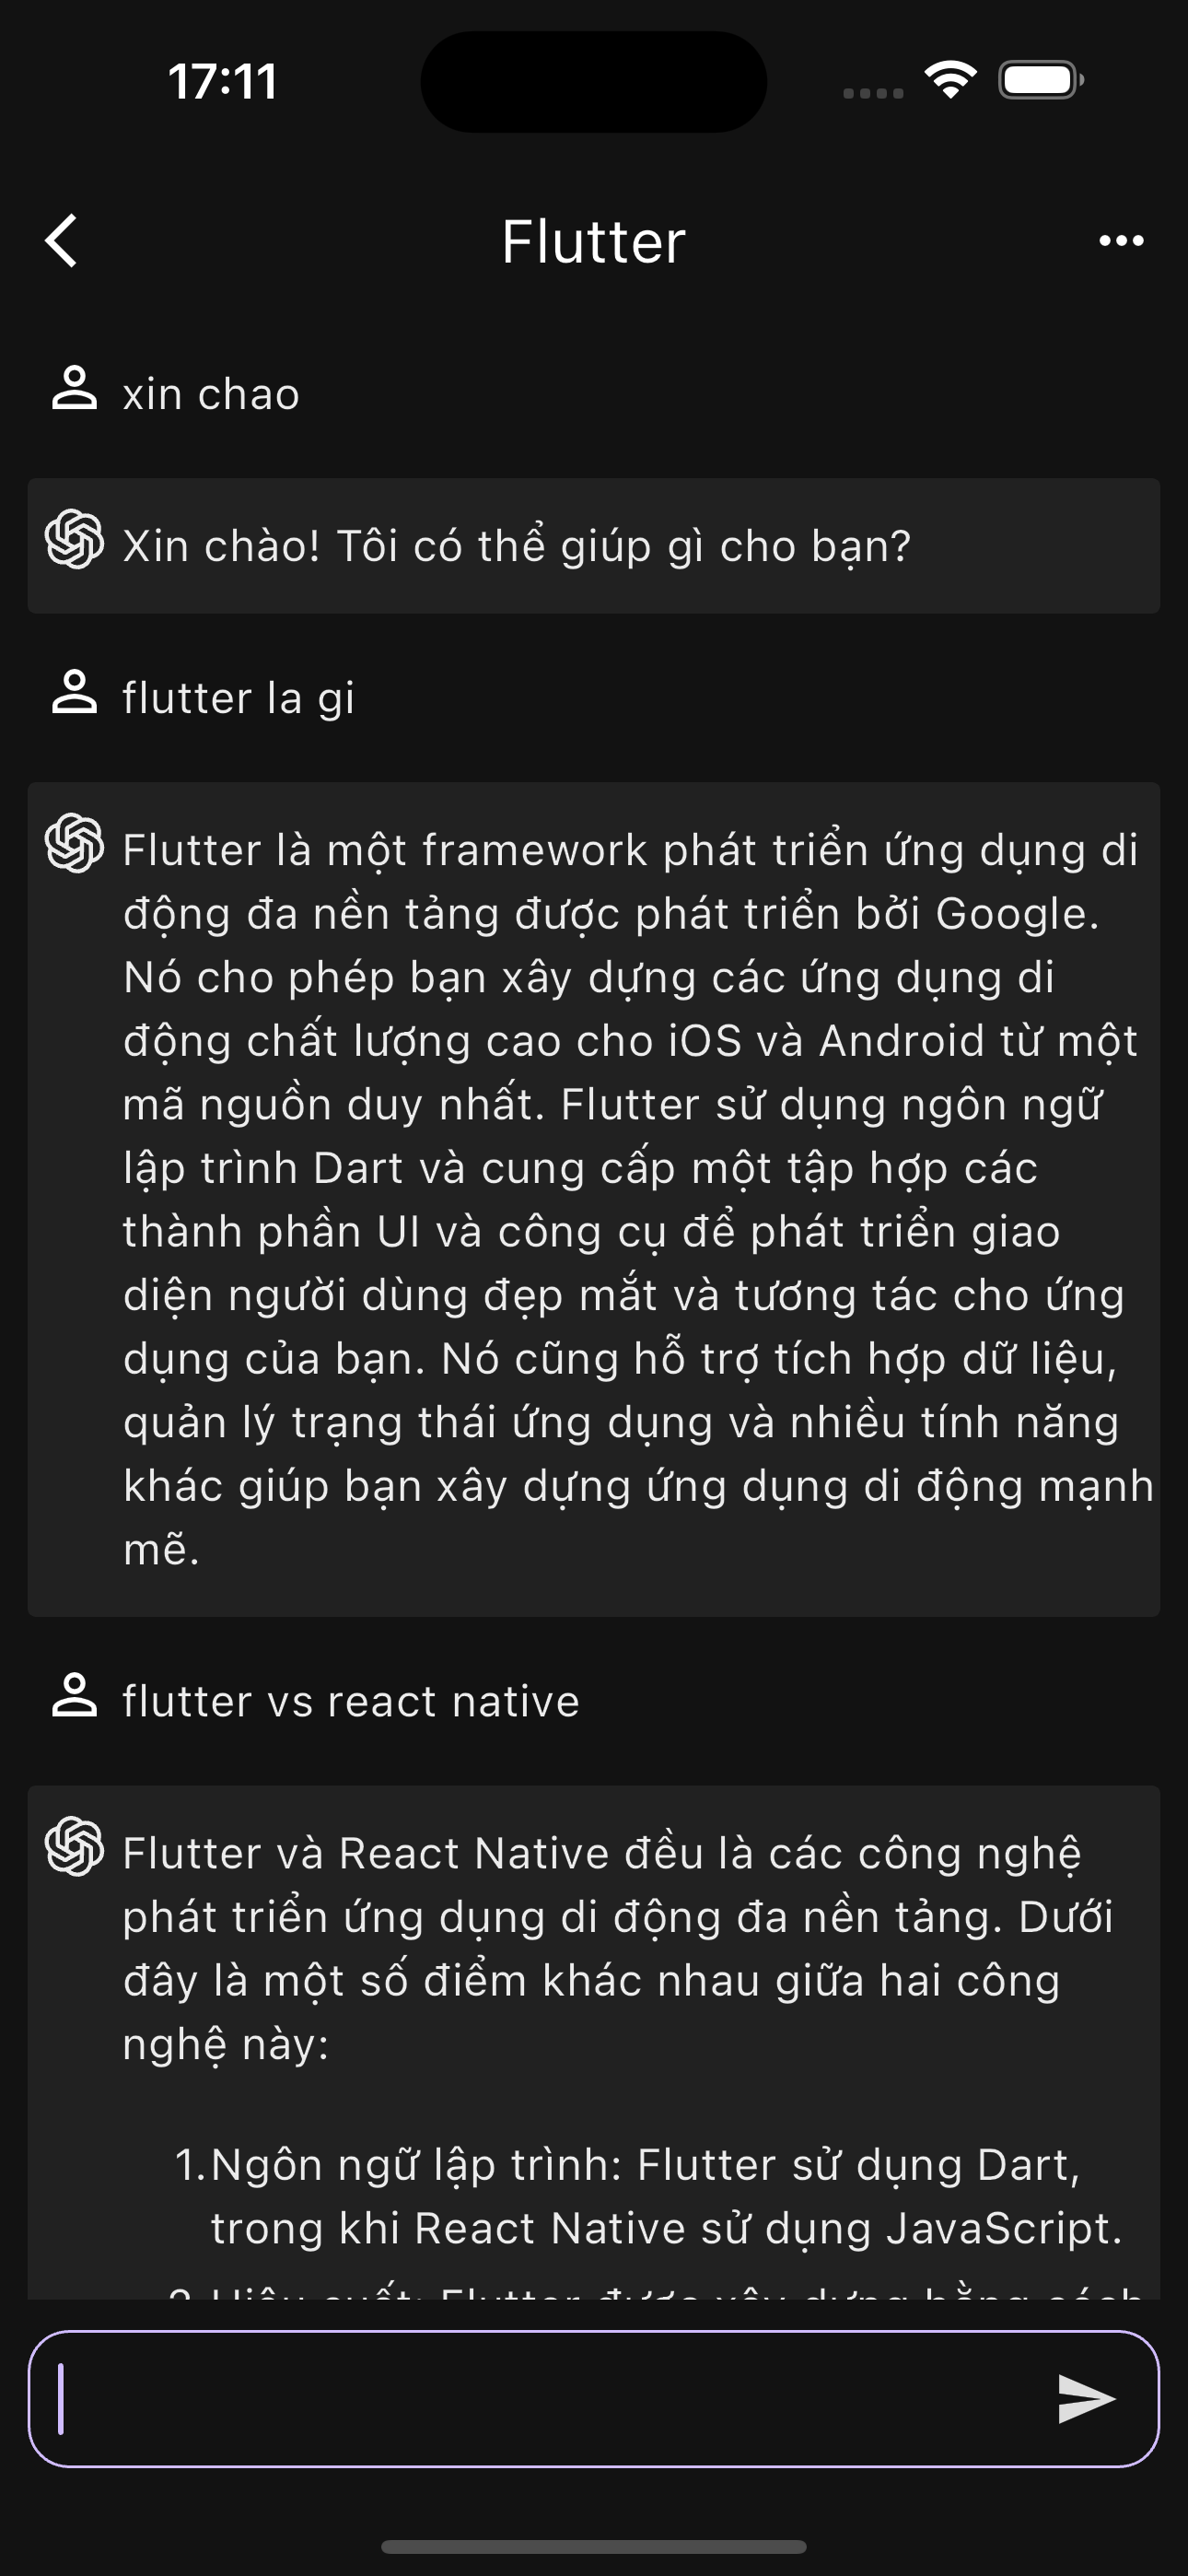 17:11
Flutter
xin chao
Xin chào! Tôi có thể giúp gì cho bạn?
flutter la gi
Flutter là một framework phát triển ứng dụng di
động đa nền tảng được phát triển bởi Google.
Nó cho phép bạn xây dựng các ứng dụng di
động chất lượng cao cho iOS và Android từ một
mã nguồn duy nhất. Flutter sử dụng ngôn ngữ
lập trình Dart và cung cấp một tập hợp các
thành phần UI và công cụ để phát triển giao
diện người dùng đẹp mắt và tương tác cho ứng
dụng của bạn. Nó cũng hỗ trợ tích hợp dữ liệu,
quản lý trạng thái ứng dụng và nhiều tính năng
khác giúp bạn xây dựng ứng dụng di động mạnh
mẽ.
flutter vs react native
Flutter và React Native đều là các công nghệ
phát triển ứng dụng di động đa nền tảng. Dưới
đây là một số điểm khác nhau giữa hai công
nghệ này:
1. Ngôn ngữ lập trình: Flutter sử dụng Dart,
trong khi React Native sử dụng JavaScript.
2. Hiệu suất: Flutter được xây dựng bằng cách